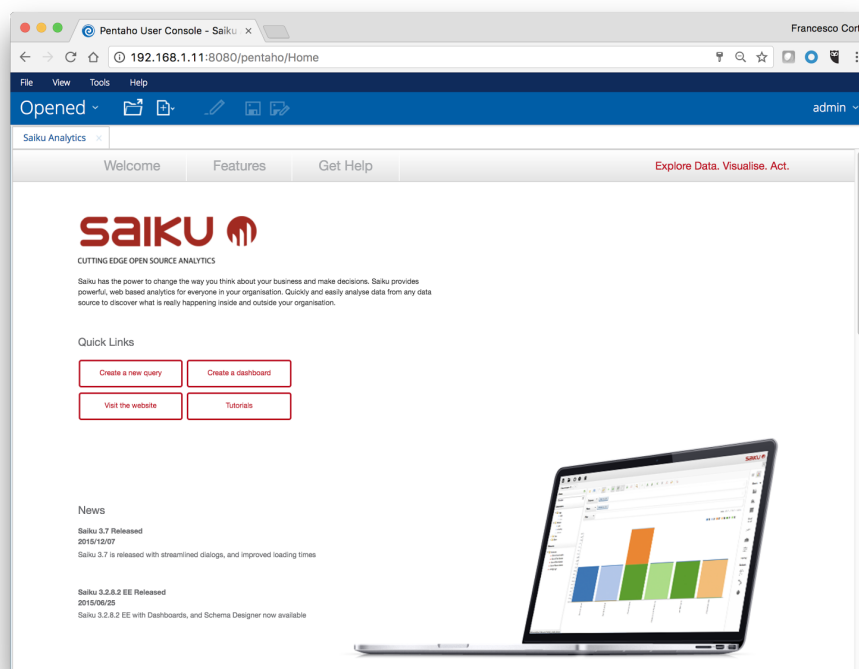 Pentaho User Console - Saiku
Francesco Cort
192.168.1.11:8080/pentaho/Home
File View Tools Help
Opened
admin
Saiku Analytics
Welcome Features Get Help
Explore Data. Visualise. Act.
saiku
CUTTING EDGE OPEN SOURCE ANALYTICS
Saiku has the power to change the way you think about your business and make decisions. Saiku provides
powerful, web based analytics for everyone in your organisation. Quickly and easily analyse data from any data
source to discover what is really happening inside and outside your organisation.
Quick Links
Create a new query Create a dashboard
Visit the website Tutorials
News
Saiku 3.7 Released
2015/12/07
Saiku 3.7 is released with streamlined dialogs, and improved loading times
Saiku 3.2.8.2 EE Released
2015/06/25
Saiku 3.2.8.2 EE with Dashboards, and Schema Designer now available
saiku